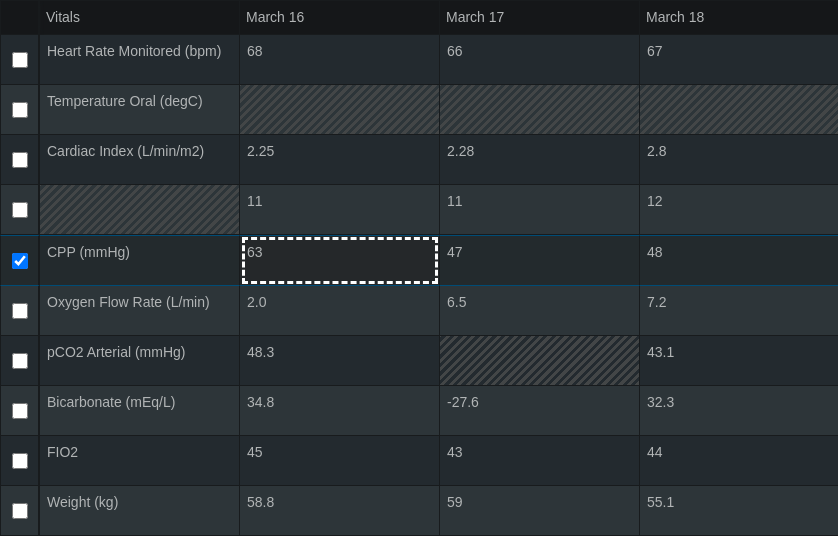 Vitals March 16 March 17 March 18
Heart Rate Monitored (bpm) 68 66 67
Temperature Oral (degC)
Cardiac Index (L/min/m2) 2.25 2.28 2.8
11 11 12
CPP (mmHg) 63 47 48
Oxygen Flow Rate (L/min) 2.0 6.5 7.2
pCO2 Arterial (mmHg) 48.3 43.1
Bicarbonate (mEq/L) 34.8 -27.6 32.3
FIO2 45 43 44
Weight (kg) 58.8 59 55.1